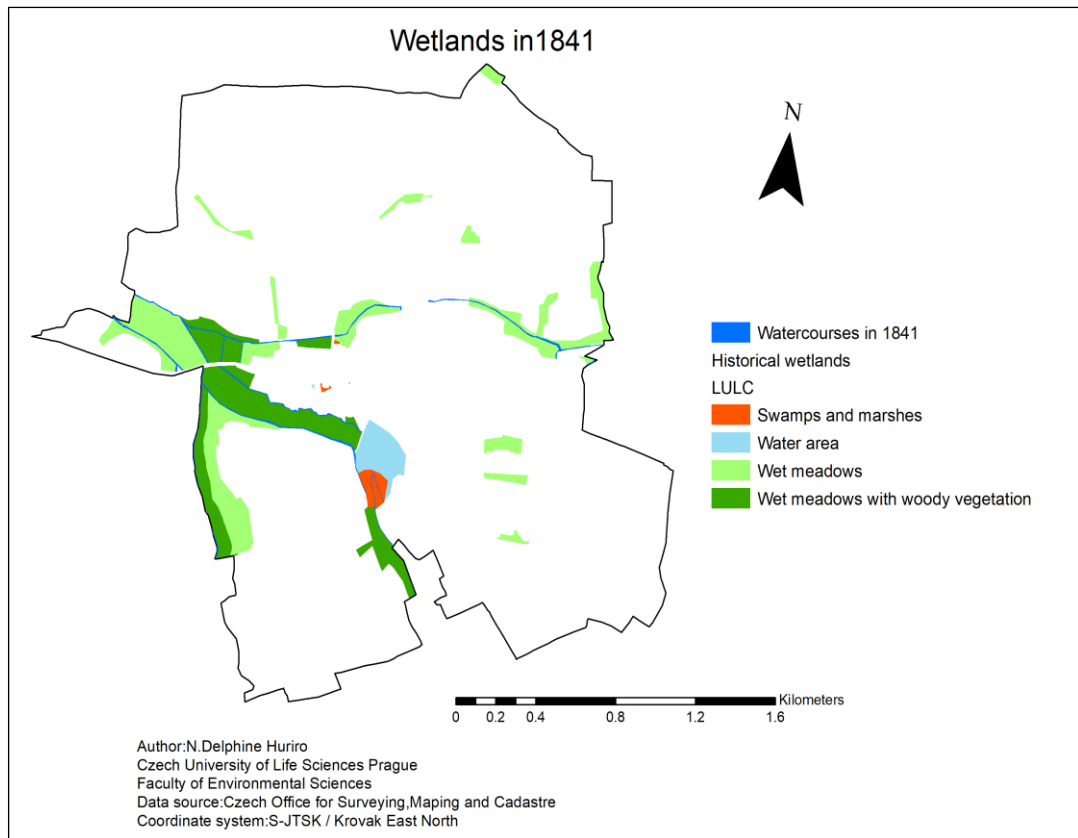 Wetlands in1841
N
Watercourses in 1841
Historical wetlands
LULC
Swamps and marshes
Water area
Wet meadows
Wet meadows with woody vegetation
Kilometers
0 0.2 0.4 0.8 1.2 1.6
Author:N.Delphine Huriro
Czech University of Life Sciences Prague
Faculty of Environmental Sciences
Data source:Czech Office for Surveying,Maping and Cadastre
Coordinate system:S-JTSK / Krovak East North